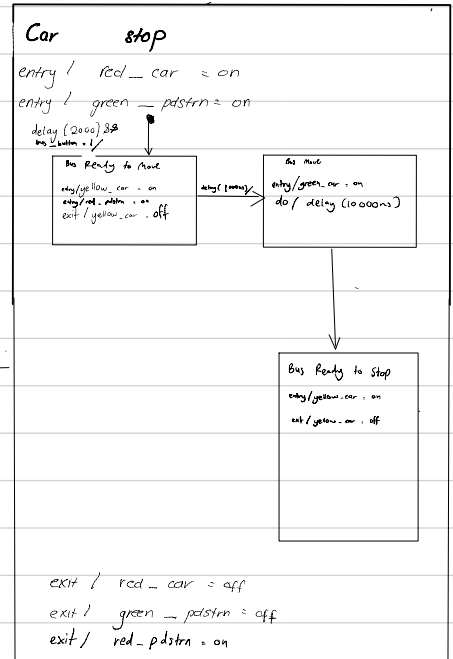 Car stop
entry / red_car = on
entry / green_pdstrn = on
delay (2000) &&
bus_button = 1/
Bus Ready to Move
entry/yellow_car = on
entry/red_pdstrn = on
exit / yellow_car = off
delay(1000ms)/
Bus Move
entry/green_car = on
do / delay (10000ms)
Bus Ready to Stop
entry/yellow_car = on
exit/yellow_car = off
exit / red_car = off
exit / green_pdstrn = off
exit / red_pdstrn = on